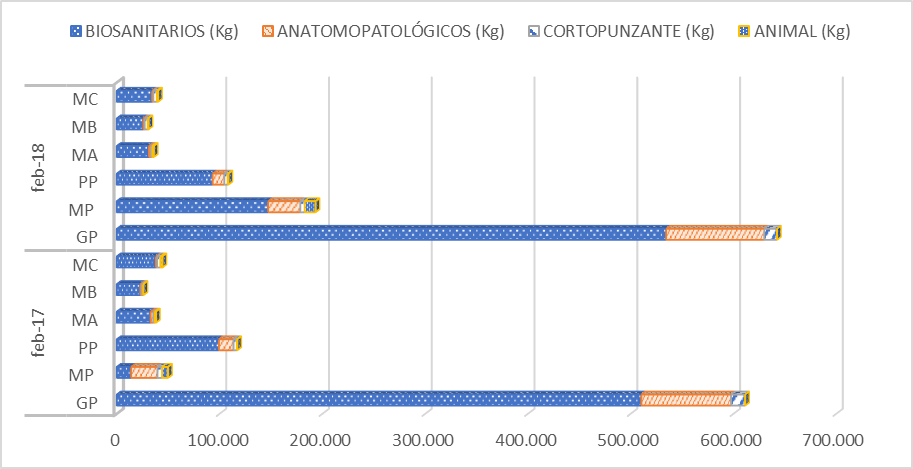 BIOSANITARIOS (Kg) ANATOMOPATOLÓGICOS (Kg) CORTOPUNZANTE (Kg) ANIMAL (Kg)
feb-18
MC
MB
MA
PP
MP
GP
feb-17
MC
MB
MA
PP
MP
GP
0 100.000 200.000 300.000 400.000 500.000 600.000 700.000